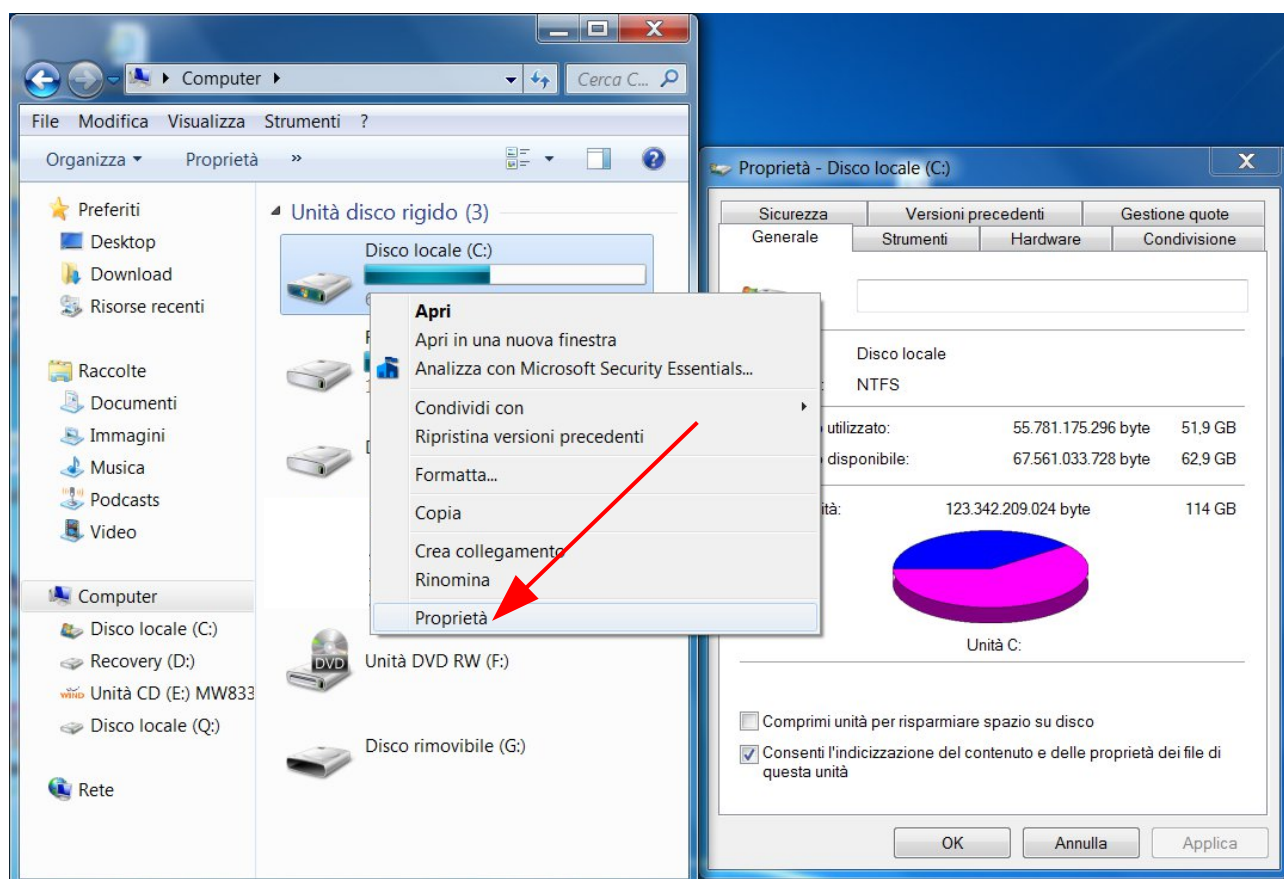 Computer
Cerca C...
File Modifica Visualizza Strumenti ?
Organizza Proprietà »
Preferiti
Desktop
Download
Risorse recenti
Raccolte
Documenti
Immagini
Musica
Podcasts
Video
Computer
Disco locale (C:)
Recovery (D:)
Unità CD (E:) MW833
Disco locale (Q:)
Rete
Unità disco rigido (3)
Disco locale (C:)
Apri
Apri in una nuova finestra
Analizza con Microsoft Security Essentials...
Condividi con
Ripristina versioni precedenti
Formatta...
Copia
Crea collegamento
Rinomina
Proprietà
DVD
Unità DVD RW (F:)
Disco rimovibile (G:)
Proprietà - Disco locale (C:)
X
Sicurezza Versioni precedenti Gestione quote
Generale Strumenti Hardware Condivisione
Disco locale
NTFS
utilizzato: 55.781.175.296 byte 51,9 GB
disponibile: 67.561.033.728 byte 62,9 GB
ità: 123.342.209.024 byte 114 GB
Unità C:
Comprimi unità per risparmiare spazio su disco
Consenti l'indicizzazione del contenuto e delle proprietà dei file di
questa unità
OK Annulla Applica